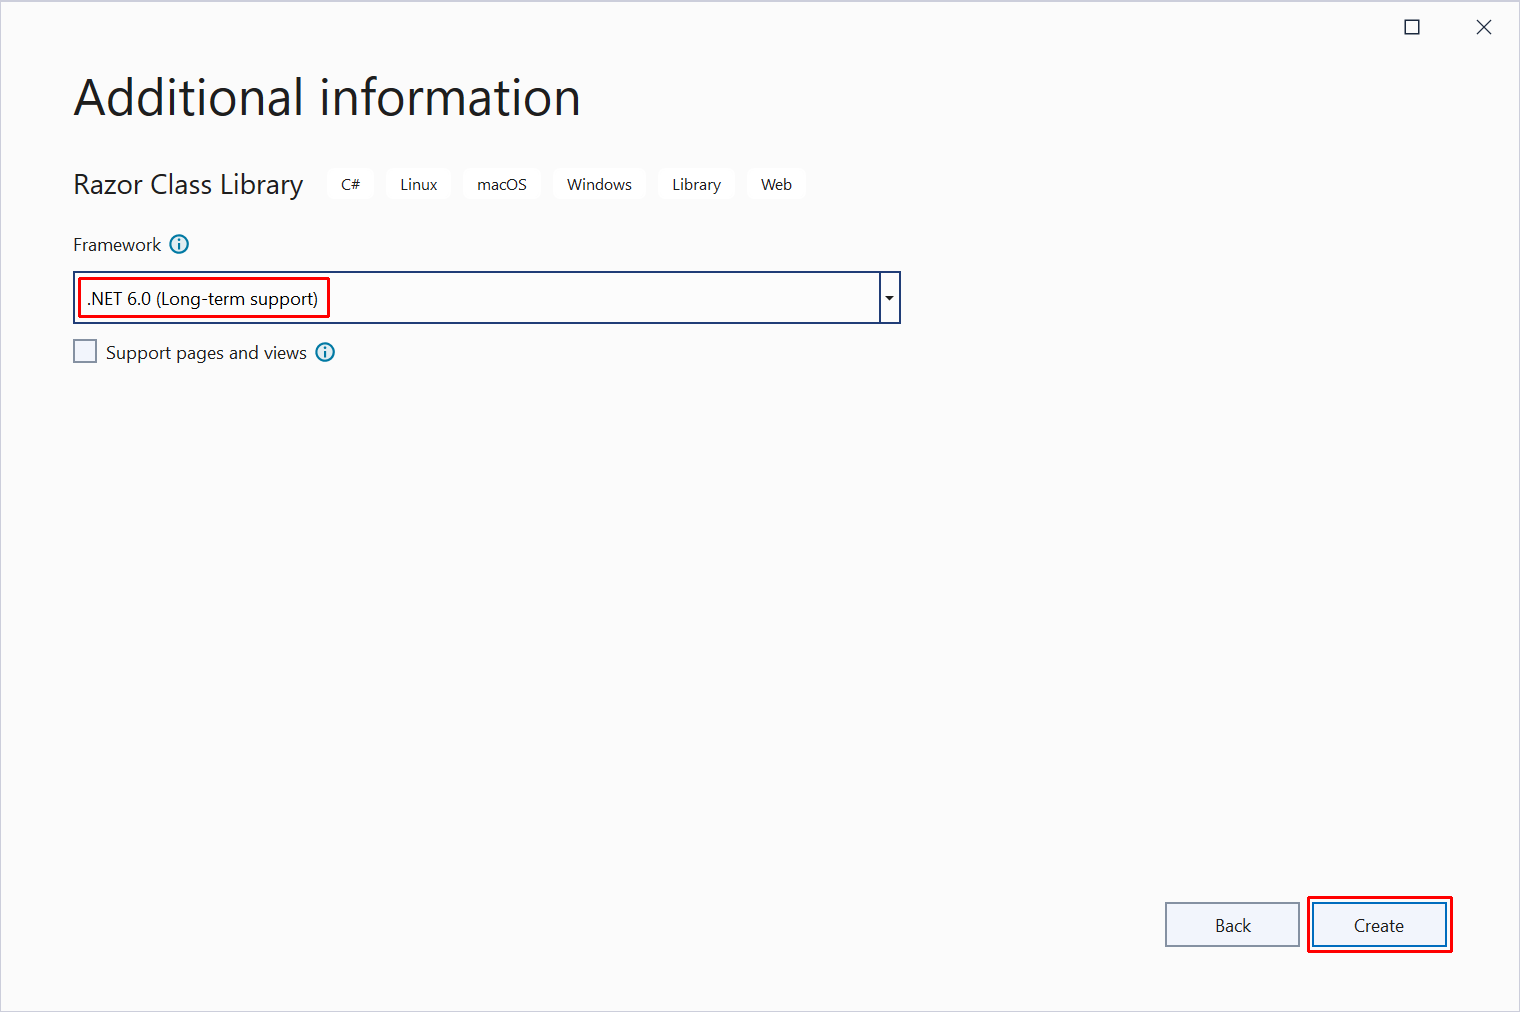 Additional information
Razor Class Library C# Linux macOS Windows Library Web
Framework
.NET 6.0 (Long-term support)
Support pages and views
Back Create